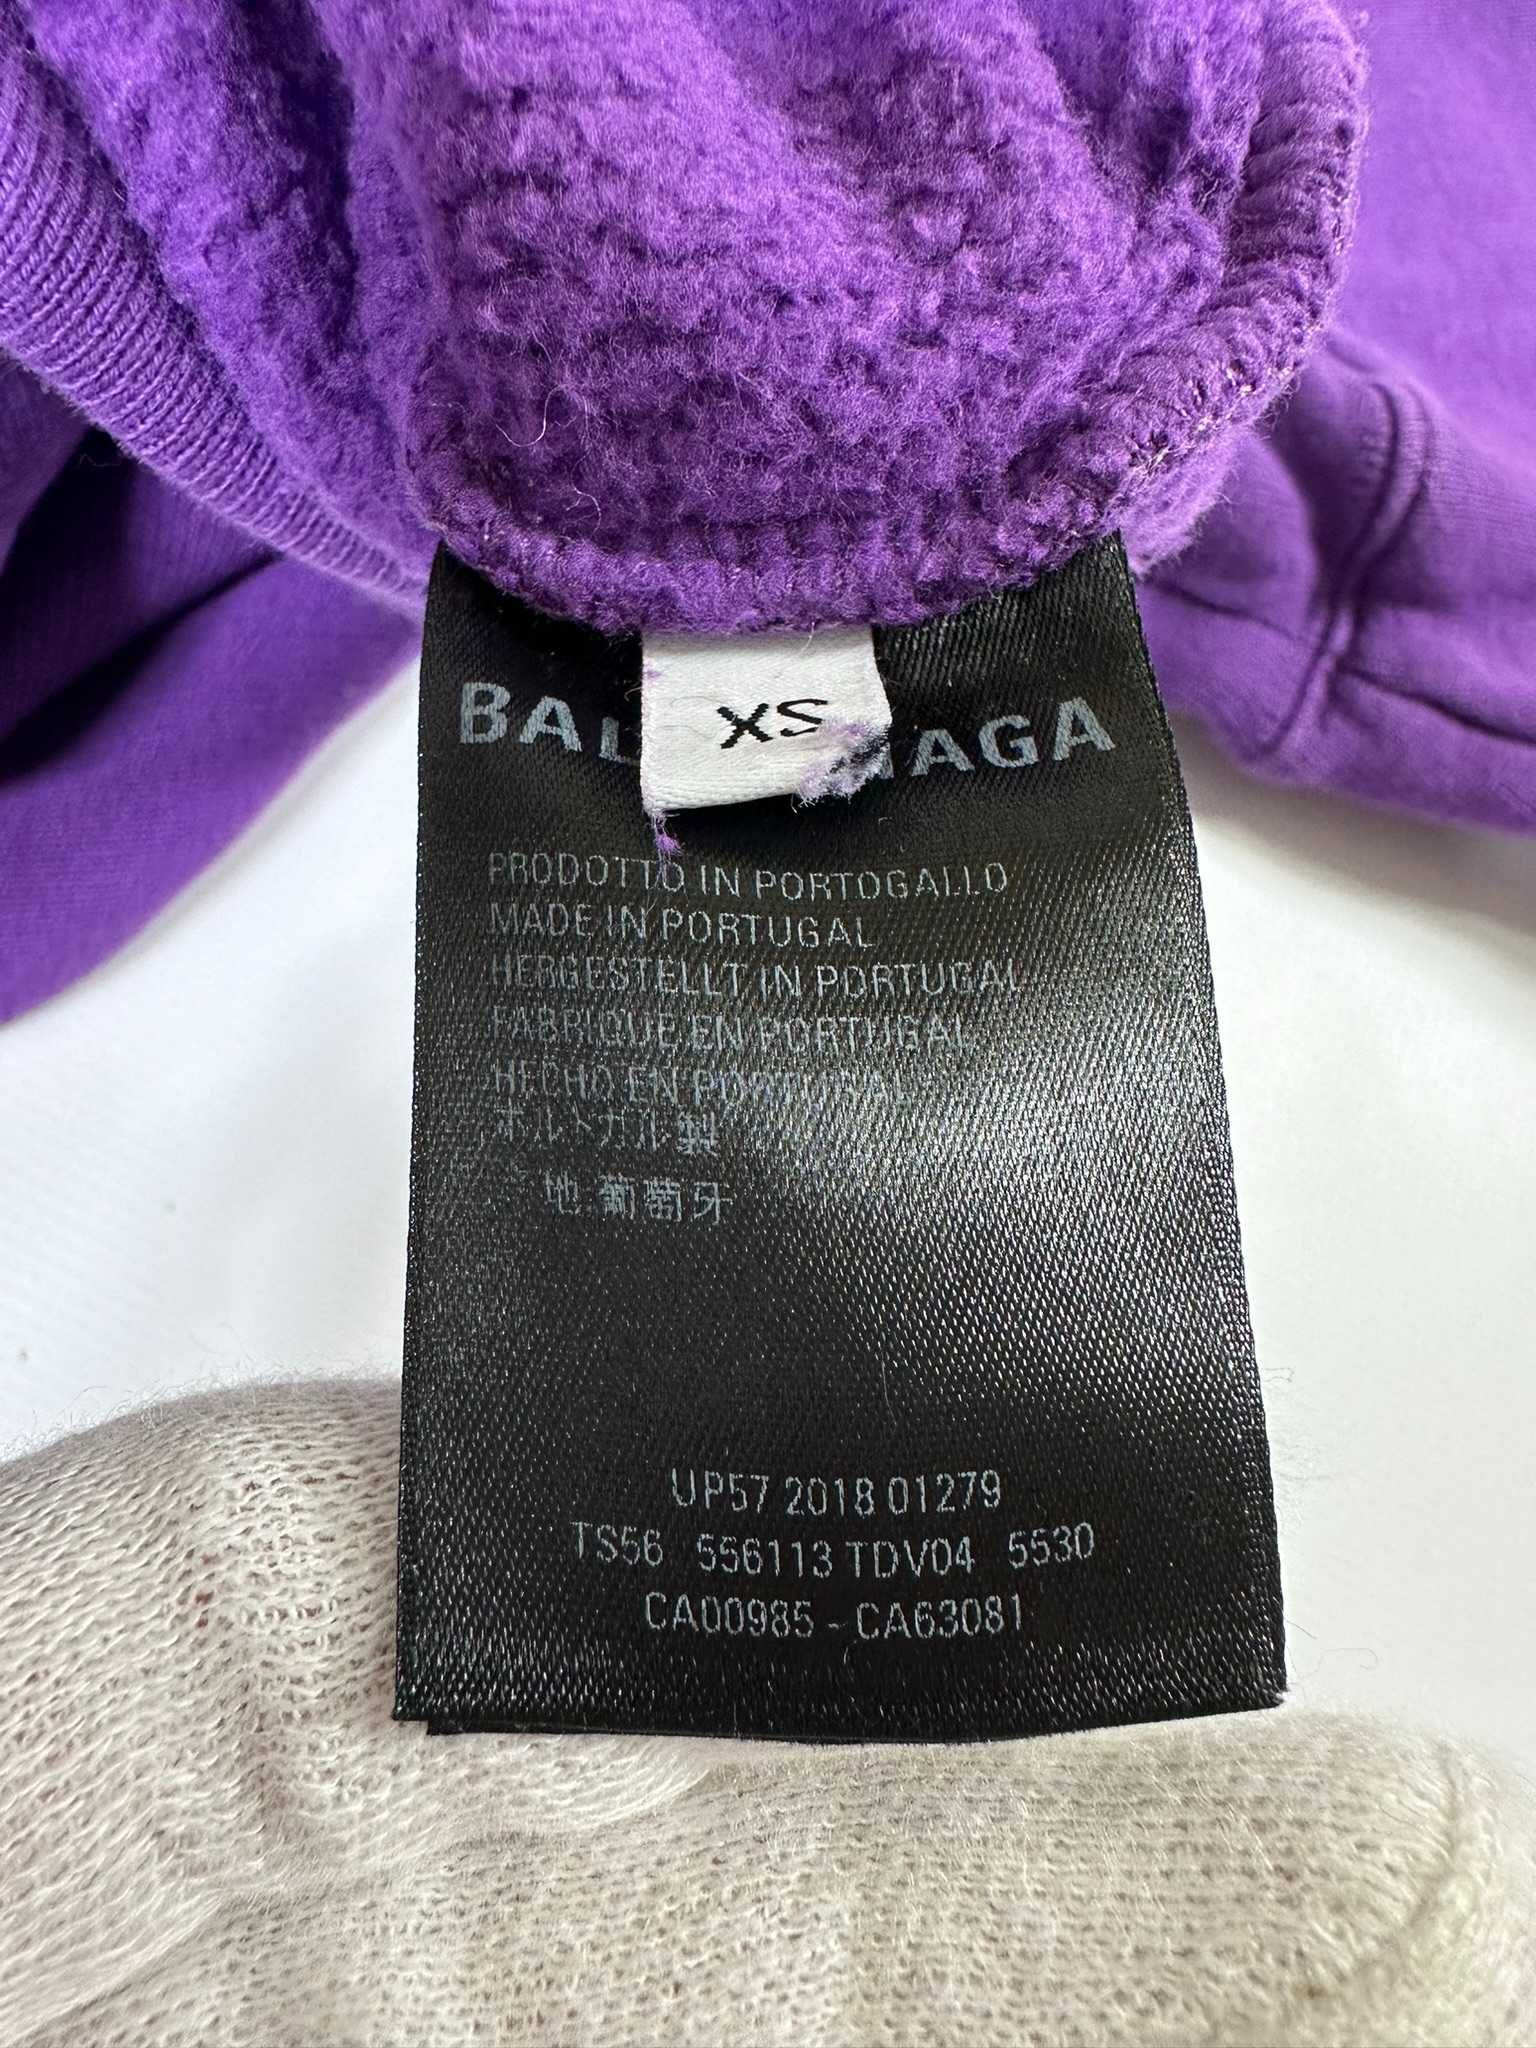 XS
PRODOTTO IN PORTOGALLO
MADE IN PORTUGAL
HERGESTELLT IN PORTUGAL
FABRIQUE EN PORTUGAL
HECHO EN PORTUGAL
ポルトガル製
地 葡萄牙
UP57 2018 01279
TS56 556113 TDV04 5530
CA00985 - CA63081